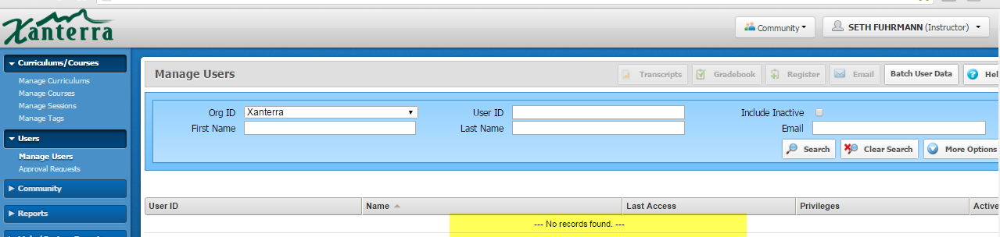 Xanterra
Community
SETH FUHRMANN (Instructor)
Curriculums/Courses
Manage Curriculums
Manage Courses
Manage Sessions
Manage Tags
Users
Manage Users
Approval Requests
Community
Reports
Manage Users
Transcripts
Gradebook
Register
Email
Batch User Data
Hel
Org ID
Xanterra
User ID
Include Inactive
First Name
Last Name
Email
Search
Clear Search
More Options
User ID
Name
Last Access
Privileges
Active
--- No records found. ---